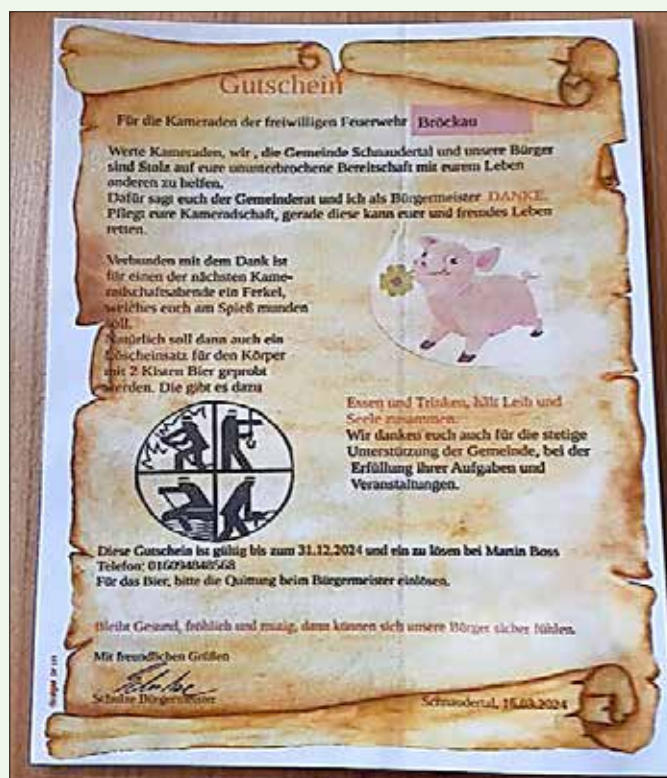 Gutschein
Für die Kameraden der freiwilligen Feuerwehr Bröckau
Werte Kameraden, wir , die Gemeinde Schnaudertal und unsere Bürger
sind Stolz auf eure ununterbrochene Bereitschaft mit eurem Leben
anderen zu helfen.
Dafür sagt euch der Gemeinderat und ich als Bürgermeister DANKE.
Pflegt eure Kameradschaft, gerade diese kann euer und fremdes Leben
retten.
Verbunden mit dem Dank ist
für einen der nächsten Kame-
radschaftsabende ein Ferkel,
welches euch am Spieß munden
soll.
Natürlich soll dann auch ein
Löscheinsatz für den Körper
mit 2 Kisten Bier geprobt
werden. Die gibt es dazu
Essen und Trinken, hält Leib und
Seele zusammen.
Wir danken euch auch für die stetige
Unterstützung der Gemeinde, bei der
Erfüllung ihrer Aufgaben und
Veranstaltungen.
Diese Gutschein ist gültig bis zum 31.12.2024 und ein zu lösen bei Martin Boss
Telefon: 016094848568
Für das Bier, bitte die Quittung beim Bürgermeister einlösen.
Bleibt Gesund, fröhlich und mutig, dann können sich unsere Bürger sicher fühlen.
Mit freundlichen Grüßen
Schulze Bürgermeister
Schnaudertal, 15.03.2024